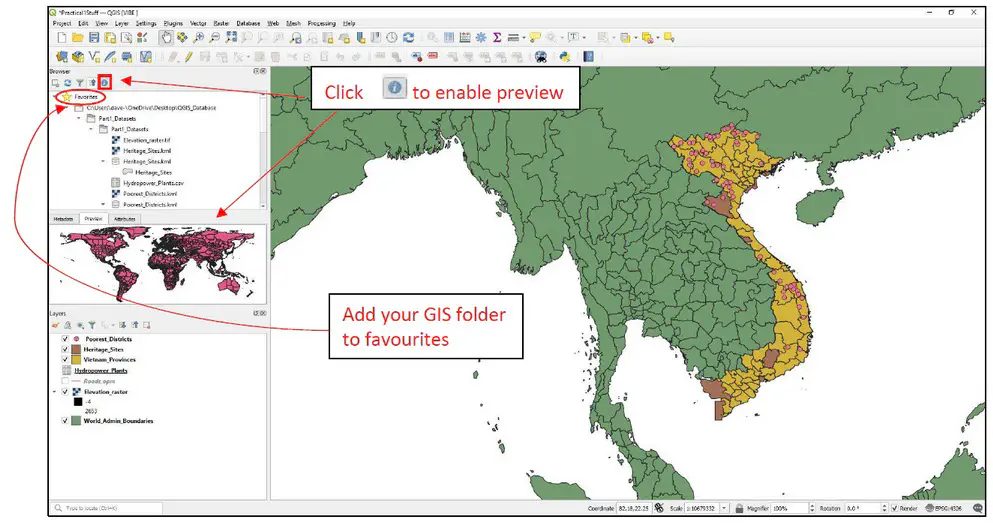 *Practical1Stuff — QGIS [VIBE]
Project Edit View Layer Settings Plugins Vector Raster Database Web Mesh Processing Help
Browser
Favorites
C:\Users\dave-\OneDrive\Desktop\QGIS_Database
Part1_Datasets
Part1_Datasets
Elevation_raster.tif
Heritage_Sites.kml
Heritage_Sites.kml
Heritage_Sites
Hydropower_Plants.csv
Poorest_Districts.kml
Poorest_Districts.kml
Metadata Preview Attributes
Click to enable preview
Add your GIS folder
to favourites
Layers
Poorest_Districts
Heritage_Sites
Vietnam_Provinces
Hydropower_Plants
Elevation_raster
-4
2853
World_Admin_Boundaries
Type to locate (Ctrl+K)
Coordinate 82.18,22.25 Scale 1:10679332 Magnifier 100% Rotation 0.0 ° Render EPSG:4326